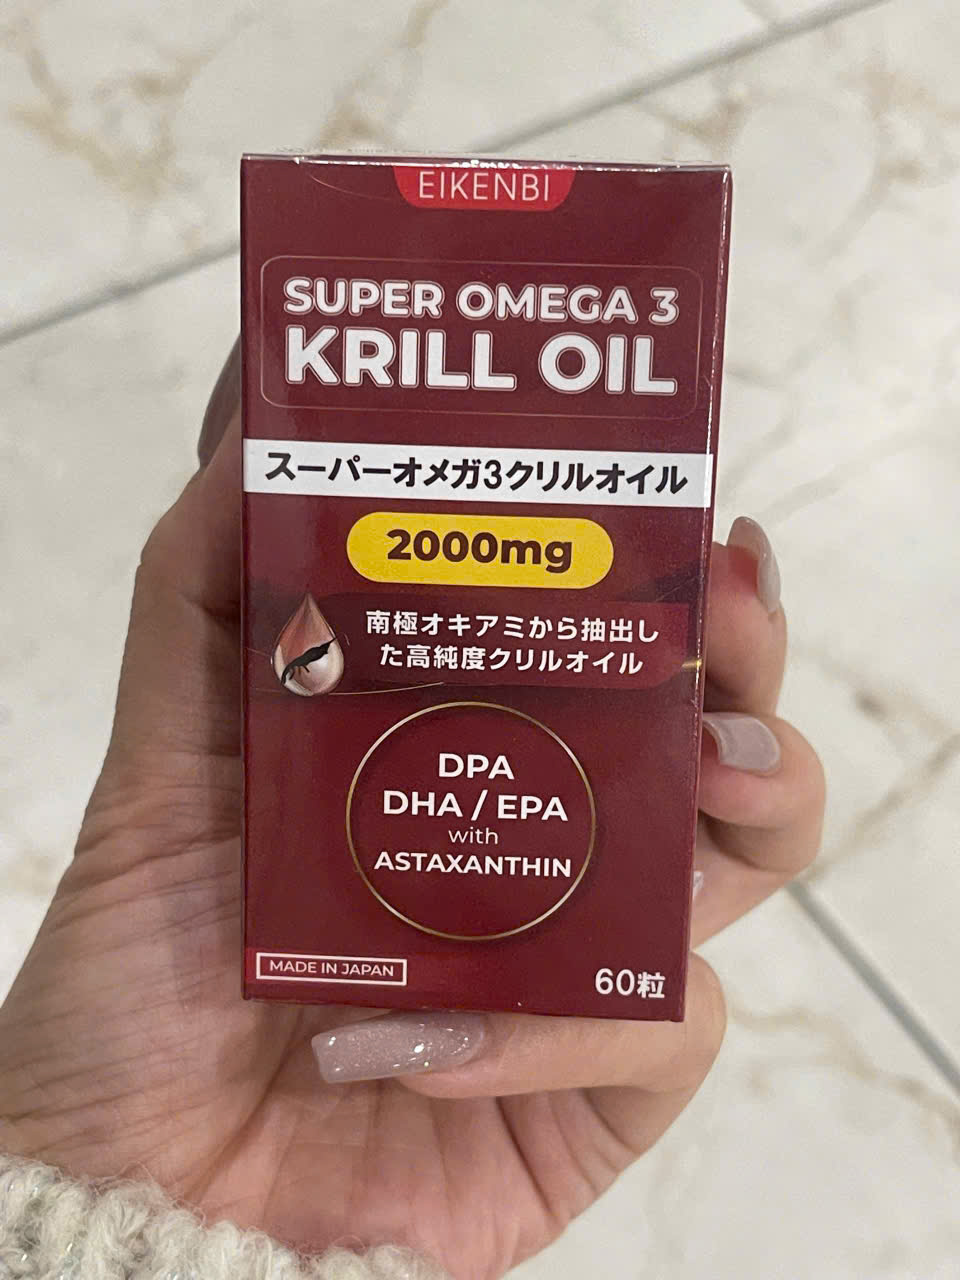 EIKENBI
SUPER OMEGA 3
KRILL OIL
スーパーオメガ3クリルオイル
2000mg
南極オキアミから抽出し
た高純度クリルオイル
DPA
DHA / EPA
with
ASTAXANTHIN
MADE IN JAPAN
60粒